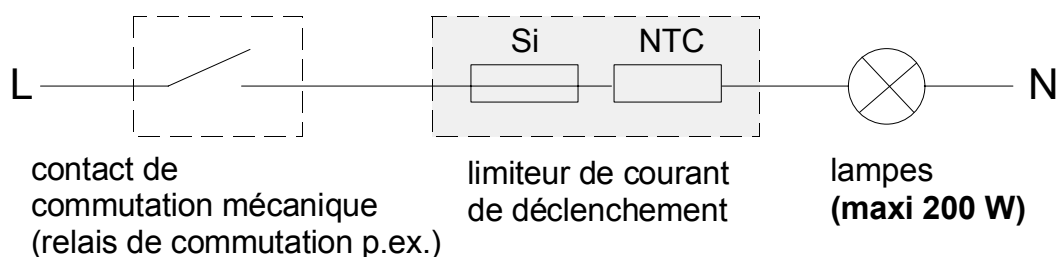 Si NTC
L N
contact de
commutation mécanique
(relais de commutation p.ex.)
limiteur de courant
de déclenchement
lampes
(maxi 200 W)